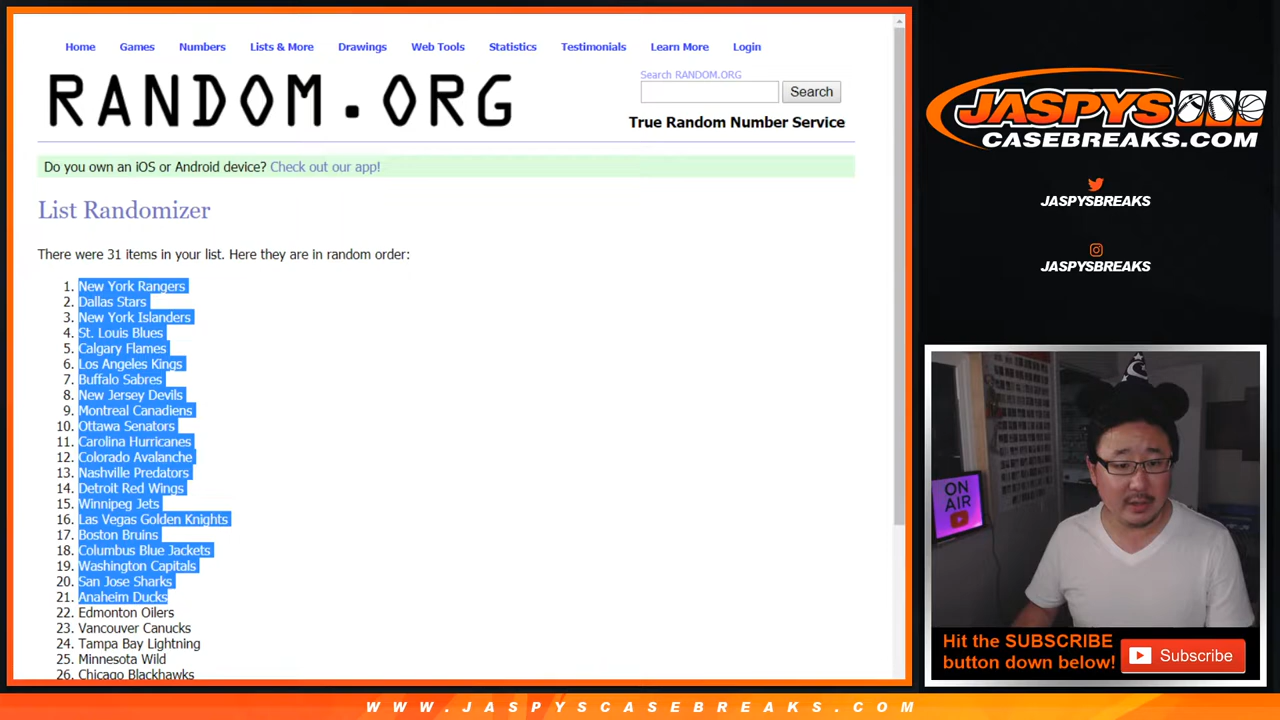 Home Games Numbers Lists & More Drawings Web Tools Statistics Testimonials Learn More Login
RANDOM.ORG
Search RANDOM.ORG
Search
True Random Number Service
Do you own an iOS or Android device? Check out our app!
List Randomizer
There were 31 items in your list. Here they are in random order:
1. New York Rangers
2. Dallas Stars
3. New York Islanders
4. St. Louis Blues
5. Calgary Flames
6. Los Angeles Kings
7. Buffalo Sabres
8. New Jersey Devils
9. Montreal Canadiens
10. Ottawa Senators
11. Carolina Hurricanes
12. Colorado Avalanche
13. Nashville Predators
14. Detroit Red Wings
15. Winnipeg Jets
16. Las Vegas Golden Knights
17. Boston Bruins
18. Columbus Blue Jackets
19. Washington Capitals
20. San Jose Sharks
21. Anaheim Ducks
22. Edmonton Oilers
23. Vancouver Canucks
24. Tampa Bay Lightning
25. Minnesota Wild
26. Chicago Blackhawks
JASPYS
CASEBREAKS.COM
JASPYSBREAKS
JASPYSBREAKS
ON AIR
Hit the SUBSCRIBE
button down below!
Subscribe
WWW.JASPYSCASEBREAKS.COM